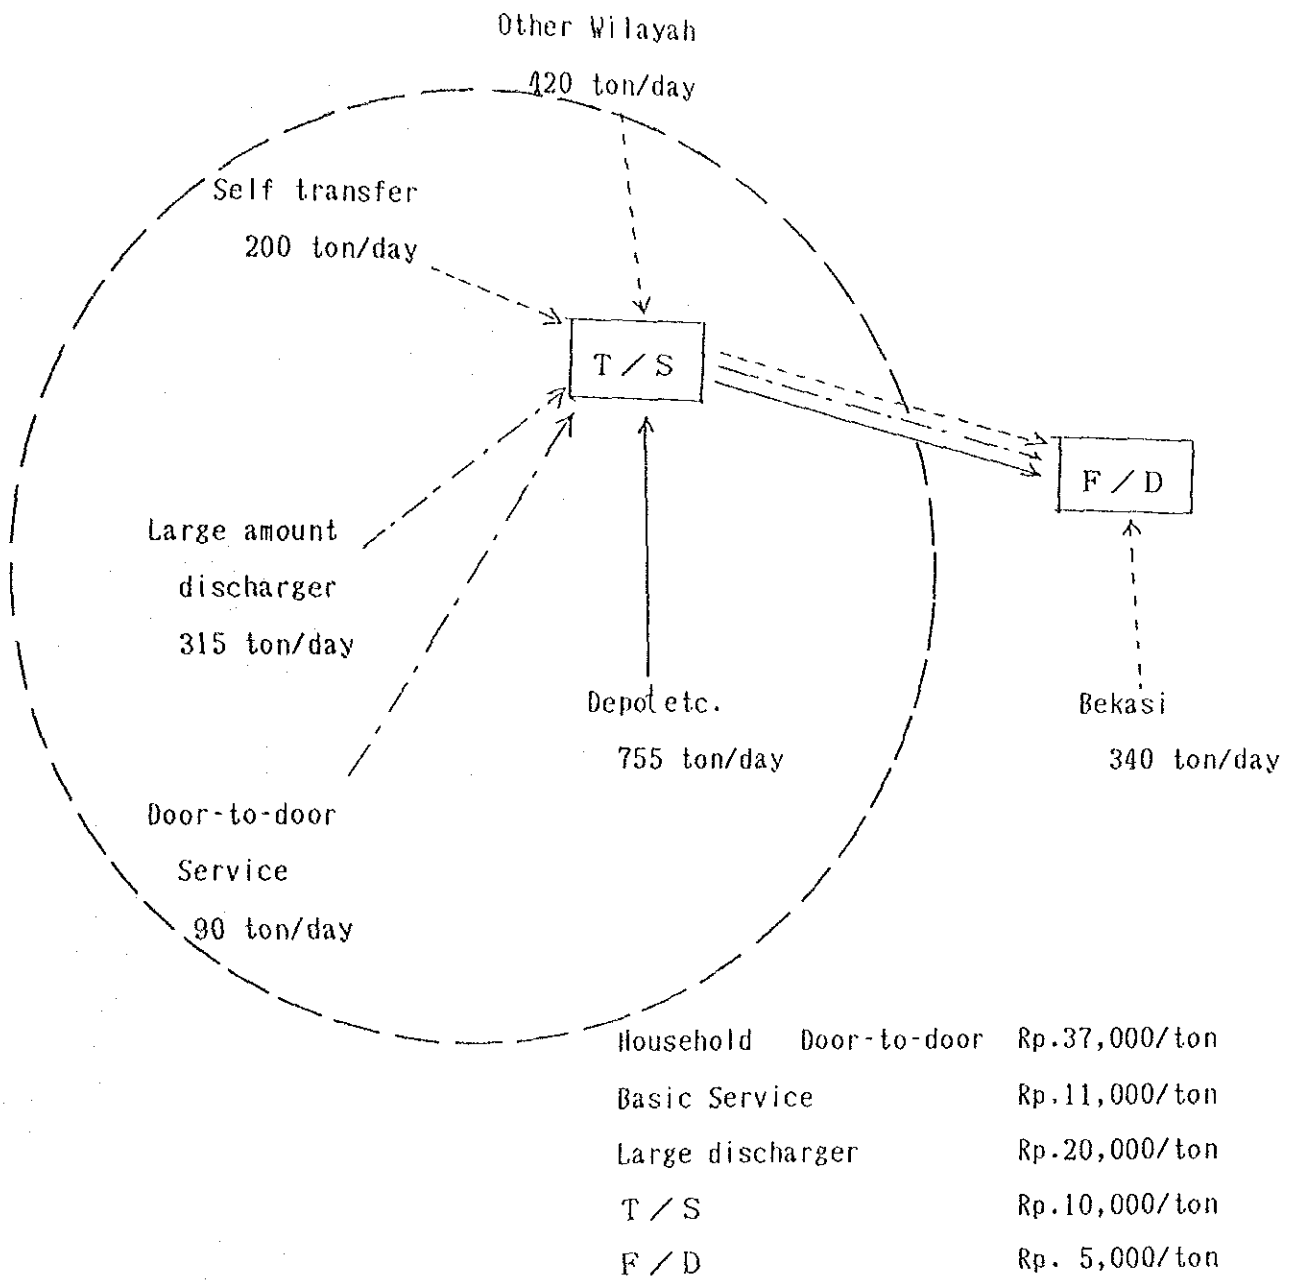 Other Wilayah
ton/day
Self transfer
200 ton/day
T/S
F/D
Large amount
discharger
315 ton/day
Depot etc.
755 ton/day
Bekasi
340 ton/day
Door-to-door
Service
90 ton/day
Household Door-to-door Rp.37,000/ton
Basic Service Rp.11,000/ton
Large discharger Rp.20,000/ton
T/S Rp.10,000/ton
F/D Rp. 5,000/ton